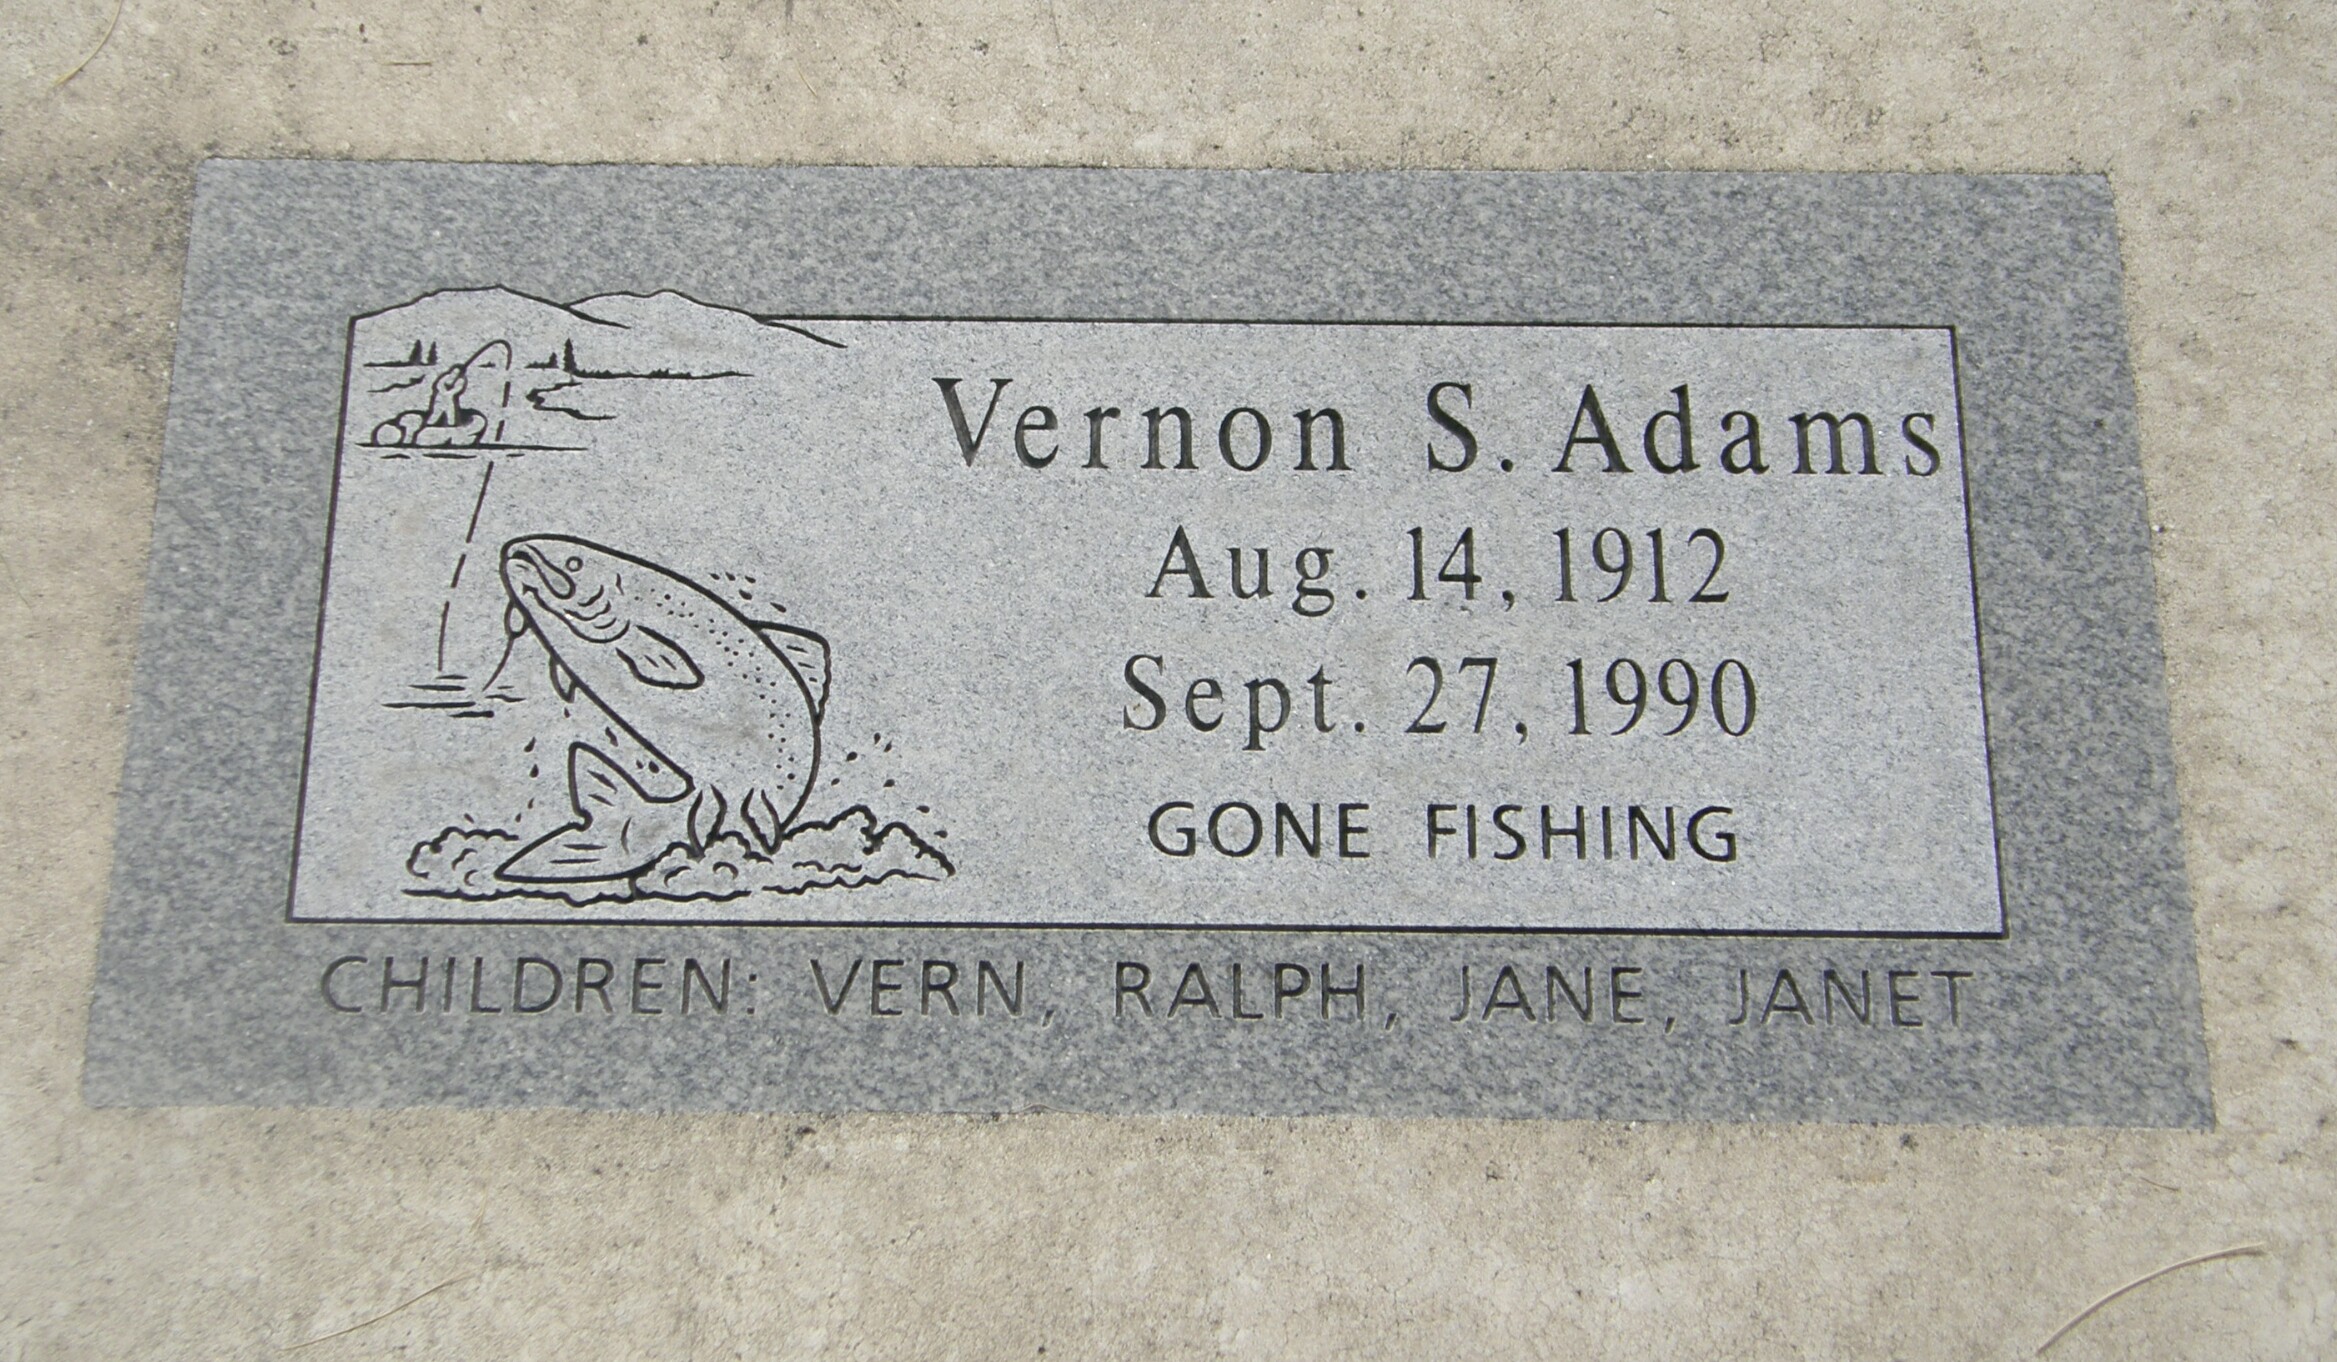 Vernon S. Adams
Aug. 14, 1912
Sept. 27, 1990
GONE FISHING
CHILDREN: VERN, RALPH, JANE, JANET